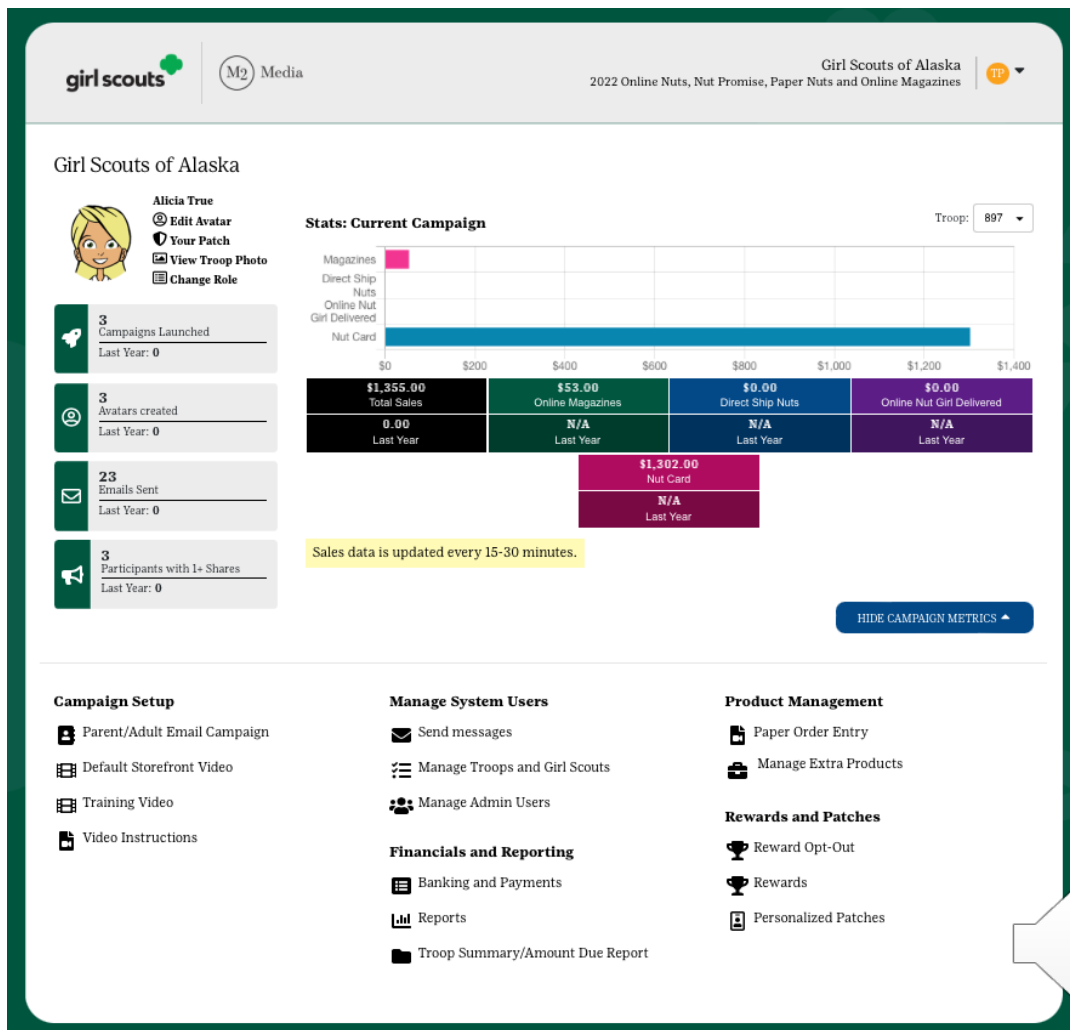 girl scouts
M2 Media
Girl Scouts of Alaska
2022 Online Nuts, Nut Promise, Paper Nuts and Online Magazines
TP
Girl Scouts of Alaska
Alicia True
Edit Avatar
Your Patch
View Troop Photo
Change Role
3
Campaigns Launched
Last Year: 0
3
Avatars created
Last Year: 0
23
Emails Sent
Last Year: 0
3
Participants with 1+ Shares
Last Year: 0
Stats: Current Campaign
Troop: 897
Magazines
Direct Ship
Nuts
Online Nut
Girl Delivered
Nut Card
$0 $200 $400 $600 $800 $1,000 $1,200 $1,400
$1,355.00 $53.00 $0.00 $0.00
Total Sales Online Magazines Direct Ship Nuts Online Nut Girl Delivered
0.00 N/A N/A N/A
Last Year Last Year Last Year Last Year
$1,302.00
Nut Card
N/A
Last Year
Sales data is updated every 15-30 minutes.
HIDE CAMPAIGN METRICS
Campaign Setup
Parent/Adult Email Campaign
Default Storefront Video
Training Video
Video Instructions
Manage System Users
Send messages
Manage Troops and Girl Scouts
Manage Admin Users
Financials and Reporting
Banking and Payments
Reports
Troop Summary/Amount Due Report
Product Management
Paper Order Entry
Manage Extra Products
Rewards and Patches
Reward Opt-Out
Rewards
Personalized Patches